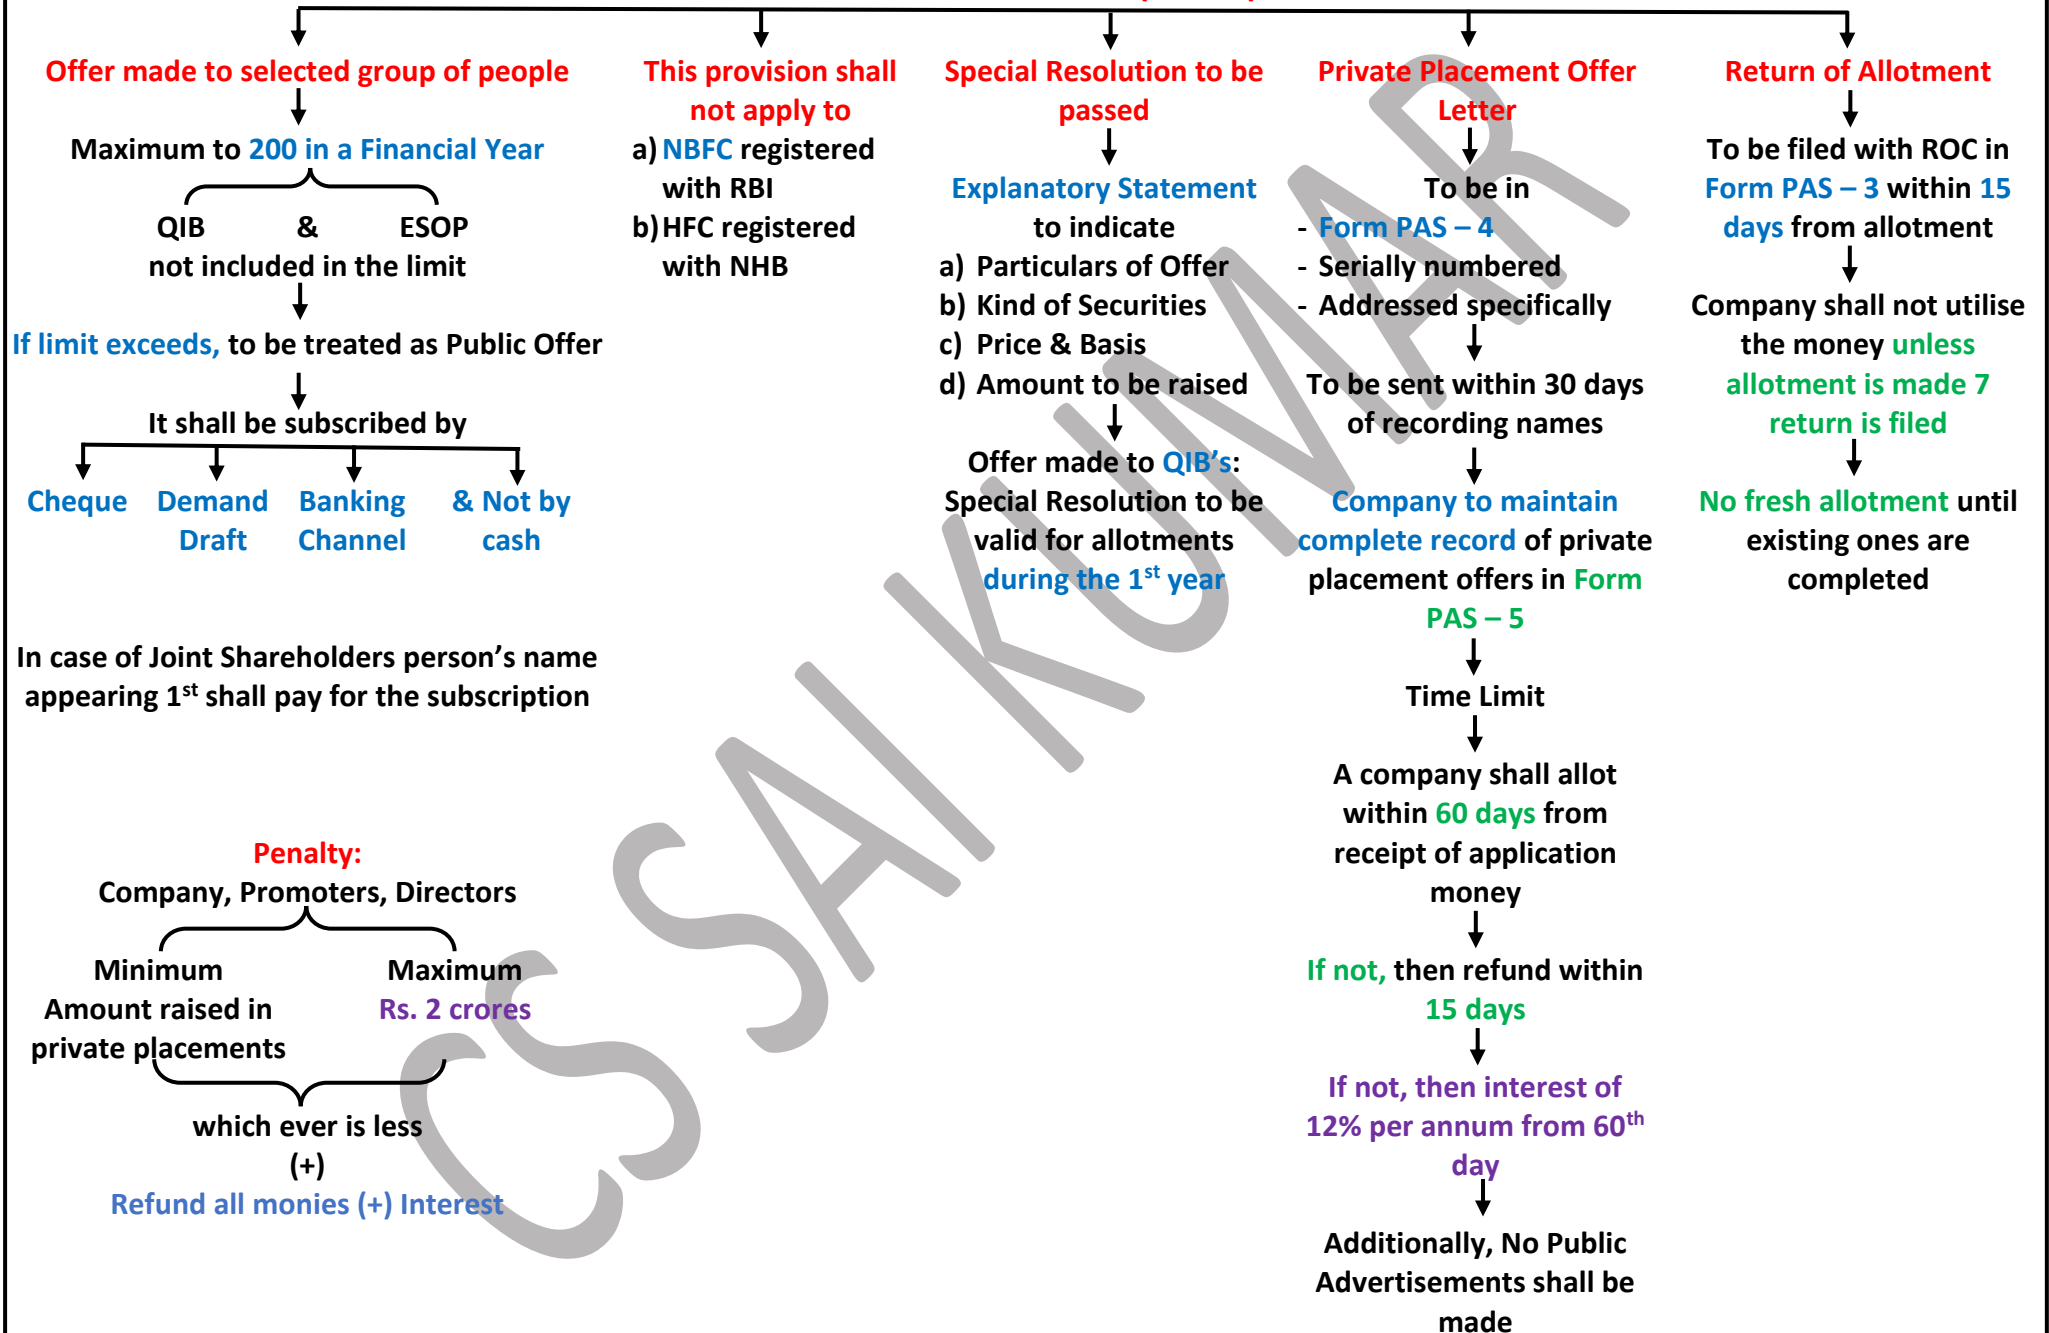 Offer made to selected group of people
Maximum to 200 in a Financial Year
QIB & ESOP
not included in the limit
If limit exceeds, to be treated as Public Offer
It shall be subscribed by
Cheque
Demand
Draft
Banking
Channel
& Not by
cash
In case of Joint Shareholders person's name
appearing 1st shall pay for the subscription
Penalty:
Company, Promoters, Directors
Minimum
Amount raised in
private placements
Maximum
Rs. 2 crores
which ever is less
(+)
Refund all monies (+) Interest
This provision shall
not apply to
a) NBFC registered
with RBI
b) HFC registered
with NHB
Special Resolution to be
passed
Explanatory Statement
to indicate
a) Particulars of Offer
b) Kind of Securities
c) Price & Basis
d) Amount to be raised
Offer made to QIB's:
Special Resolution to be
valid for allotments
during the 1st year
Private Placement Offer
Letter
To be in
- Form PAS – 4
- Serially numbered
- Addressed specifically
To be sent within 30 days
of recording names
Company to maintain
complete record of private
placement offers in Form
PAS – 5
Time Limit
A company shall allot
within 60 days from
receipt of application
money
If not, then refund within
15 days
If not, then interest of
12% per annum from 60th
day
Additionally, No Public
Advertisements shall be
made
Return of Allotment
To be filed with ROC in
Form PAS – 3 within 15
days from allotment
Company shall not utilise
the money unless
allotment is made 7
return is filed
No fresh allotment until
existing ones are
completed
CS SAI KUMAR